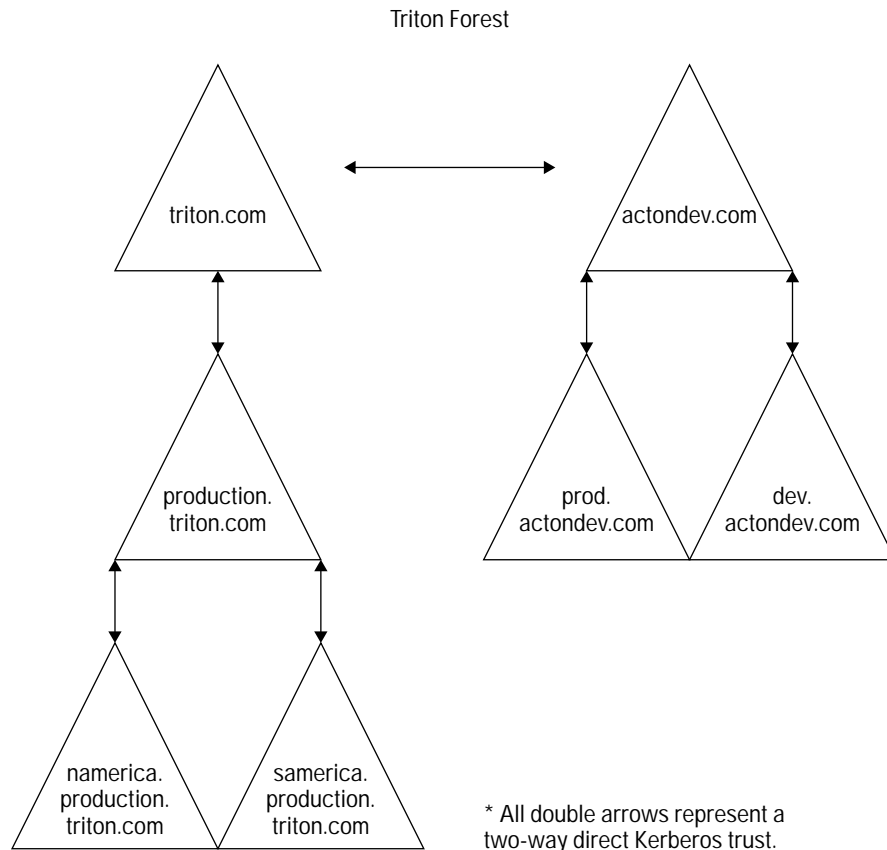 Triton Forest
triton.com
actondev.com
production.
triton.com
prod.
actondev.com
dev.
actondev.com
namerica.
production.
triton.com
samerica.
production.
triton.com
* All double arrows represent a
two-way direct Kerberos trust.